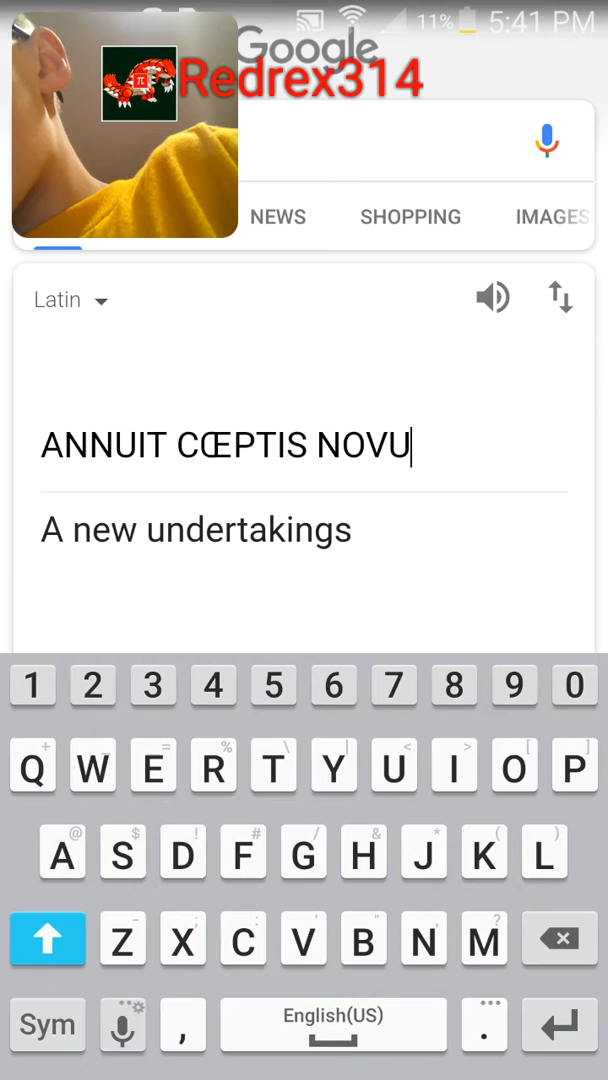 11% 5:41 PM
Google
π
Redrex314
NEWS SHOPPING IMAGES
Latin
ANNUIT CŒPTIS NOVU
A new undertakings
1 2 3 4 5 6 7 8 9 0
+ _ = % \ | < > [ ]
Q W E R T Y U I O P
@ $ ! # / & * ( )
A S D F G H J K L
- ; : ' " , ?
Z X C V B N M
Sym , English(US) .